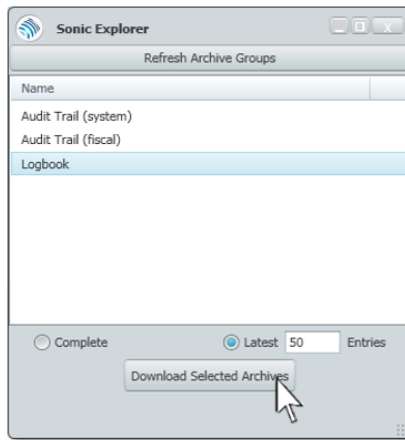 Sonic Explorer
Refresh Archive Groups
Name
Audit Trail (system)
Audit Trail (fiscal)
Logbook
Complete Latest 50 Entries
Download Selected Archives